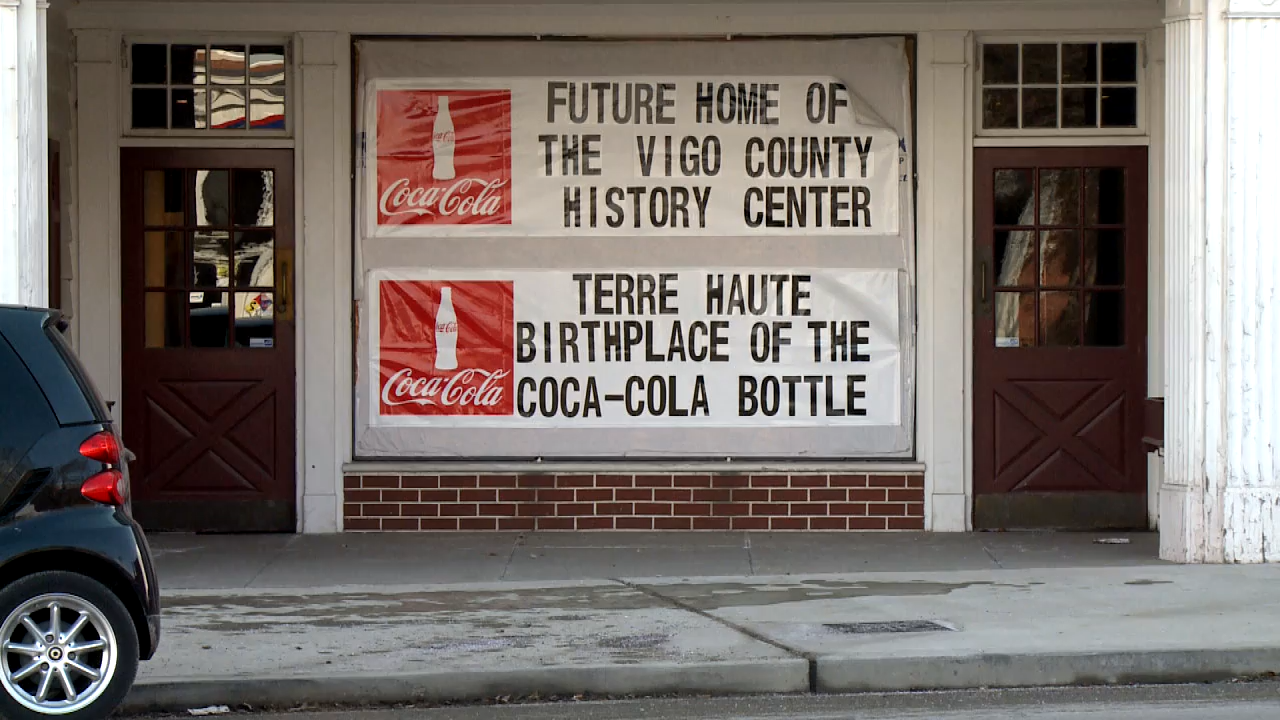 FUTURE HOME OF
THE VIGO COUNTY
HISTORY CENTER
Coca-Cola
TERRE HAUTE
BIRTHPLACE OF THE
COCA-COLA BOTTLE
Coca-Cola